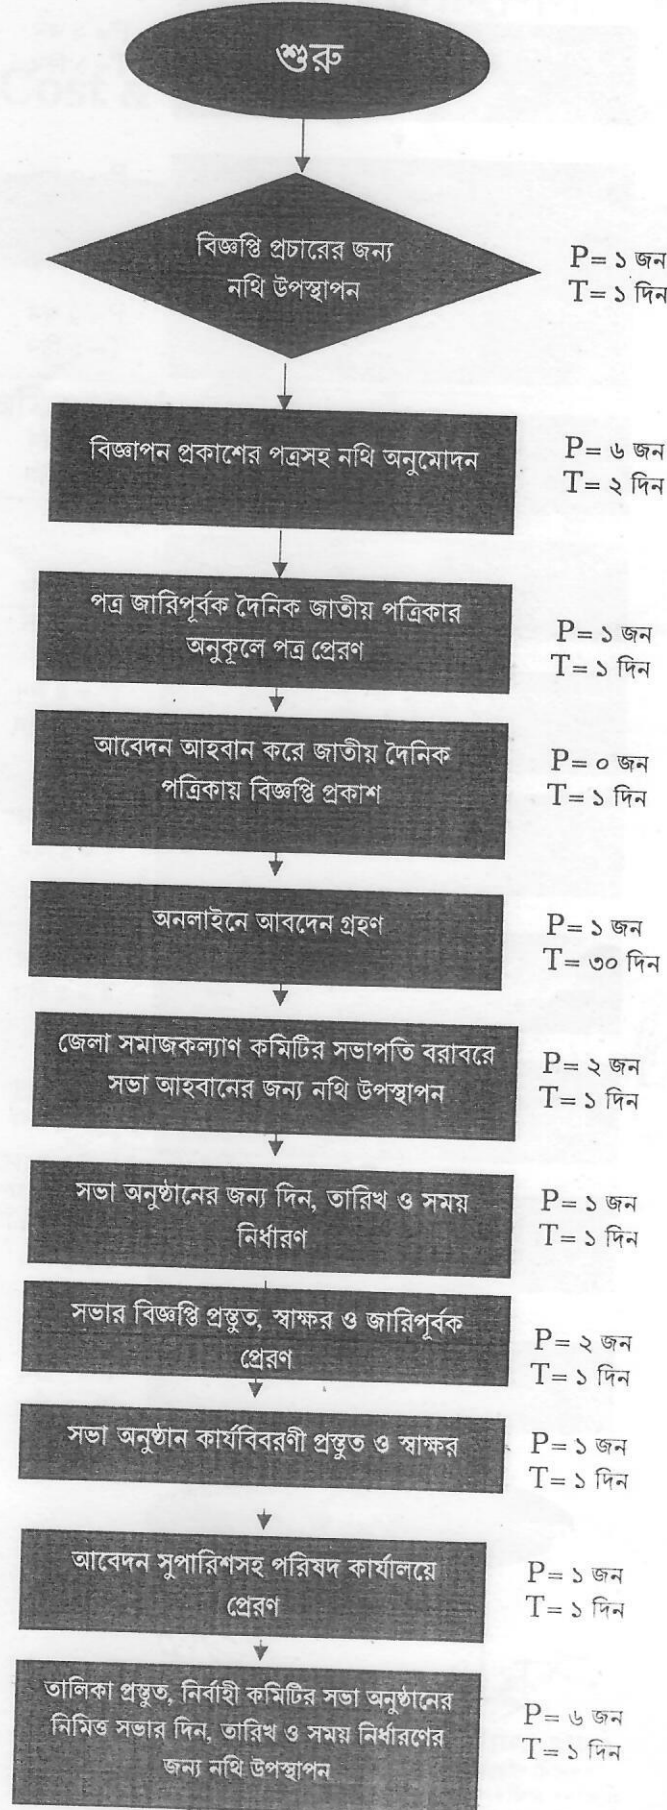 শুরু
বিজ্ঞপ্তি প্রচারের জন্য
নথি উপস্থাপন
P= ১ জন
T= ১ দিন
বিজ্ঞাপন প্রকাশের পত্রসহ নথি অনুমোদন
P= ৬ জন
T= ২ দিন
পত্র জারিপূর্বক দৈনিক জাতীয় পত্রিকার
অনুকূলে পত্র প্রেরণ
P= ১ জন
T= ১ দিন
আবেদন আহবান করে জাতীয় দৈনিক
পত্রিকায় বিজ্ঞপ্তি প্রকাশ
P= ০ জন
T= ১ দিন
অনলাইনে আবদেন গ্রহণ
P= ১ জন
T= ৩০ দিন
জেলা সমাজকল্যাণ কমিটির সভাপতি বরাবরে
সভা আহবানের জন্য নথি উপস্থাপন
P= ২ জন
T= ১ দিন
সভা অনুষ্ঠানের জন্য দিন, তারিখ ও সময়
নির্ধারণ
P= ১ জন
T= ১ দিন
সভার বিজ্ঞপ্তি প্রস্তুত, স্বাক্ষর ও জারিপূর্বক
প্রেরণ
P= ২ জন
T= ১ দিন
সভা অনুষ্ঠান কার্যবিবরণী প্রস্তুত ও স্বাক্ষর
P= ১ জন
T= ১ দিন
আবেদন সুপারিশসহ পরিষদ কার্যালয়ে
প্রেরণ
P= ১ জন
T= ১ দিন
তালিকা প্রস্তুত, নির্বাহী কমিটির সভা অনুষ্ঠানের
নিমিত্ত সভার দিন, তারিখ ও সময় নির্ধারণের
জন্য নথি উপস্থাপন
P= ৬ জন
T= ১ দিন